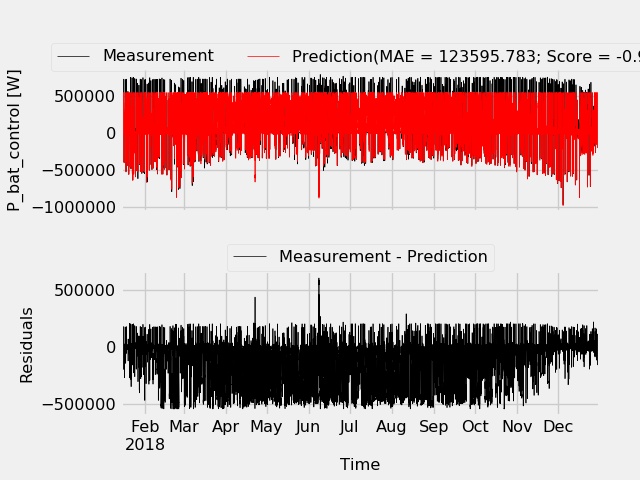 Measurement Prediction(MAE = 123595.783; Score = -0.9
P_bat_control [W]
500000
0
−500000
−1000000
Measurement - Prediction
Residuals
500000
0
−500000
Feb Mar Apr May Jun Jul Aug Sep Oct Nov Dec
2018
Time